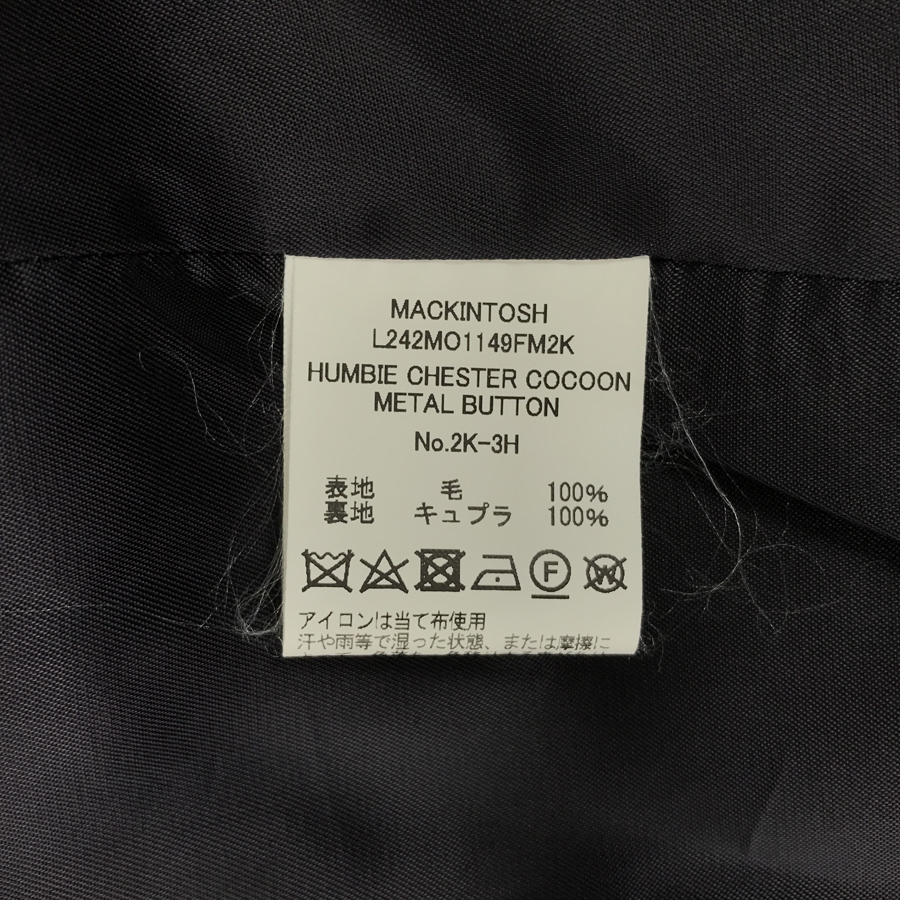 MACKINTOSH
L242MO1149FM2K
HUMBIE CHESTER COCOON
METAL BUTTON
No.2K-3H
表地 毛 100%
裏地 キュプラ 100%
F
W
アイロンは当て布使用
汗や雨等で湿った状態、または摩擦に